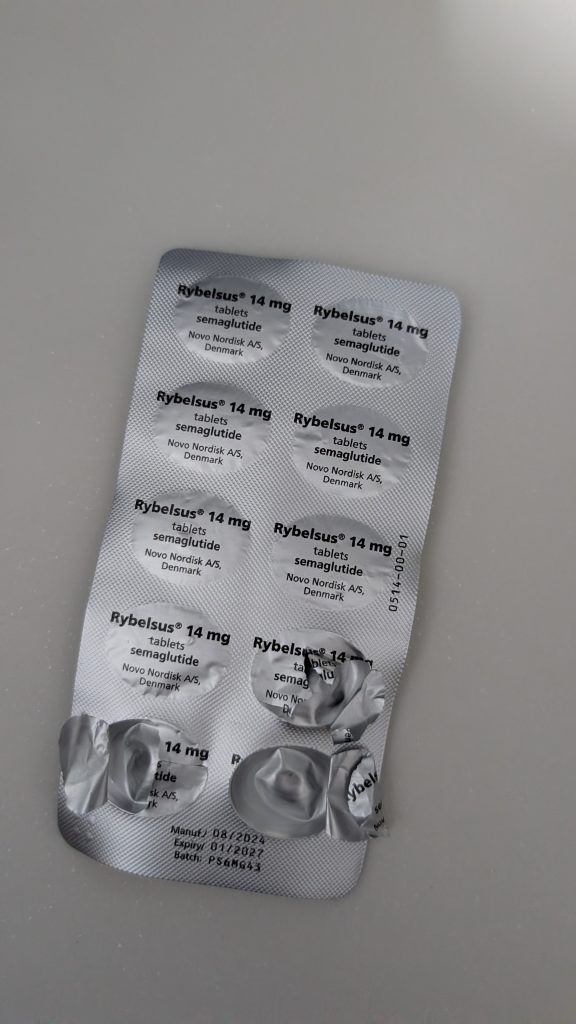 Rybelsus® 14 mg
tablets
semaglutide
Novo Nordisk A/S,
Denmark
Rybelsus® 14 mg
tablets
semaglutide
Novo Nordisk A/S,
Denmark
Rybelsus® 14 mg
tablets
semaglutide
Novo Nordisk A/S,
Denmark
Rybelsus® 14 mg
tablets
semaglutide
Novo Nordisk A/S,
Denmark
Rybelsus® 14 mg
tablets
semaglutide
Novo Nordisk A/S,
Denmark
Rybelsus® 14 mg
tablets
semaglutide
Novo Nordisk A/S,
Denmark
0514-00-01
Rybelsus® 14 mg
tablets
semaglutide
Novo Nordisk A/S,
Denmark
14 mg
Manuf./ 08/2024
Expiry/ 01/2027
Batch: PS6MG43